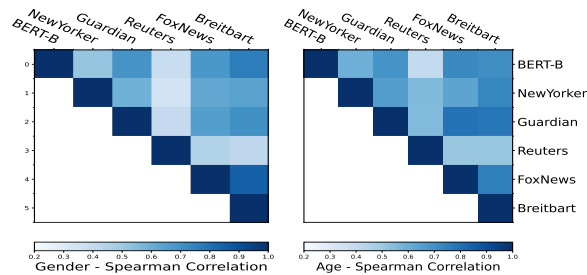 BERT-B NewYorker Guardian Reuters FoxNews Breitbart
BERT-B NewYorker Guardian Reuters FoxNews Breitbart
0 BERT-B
1 NewYorker
2 Guardian
3 Reuters
4 FoxNews
5 Breitbart
0.2 0.3 0.4 0.5 0.6 0.7 0.8 0.9 1.0
Gender - Spearman Correlation
0.2 0.3 0.4 0.5 0.6 0.7 0.8 0.9 1.0
Age - Spearman Correlation